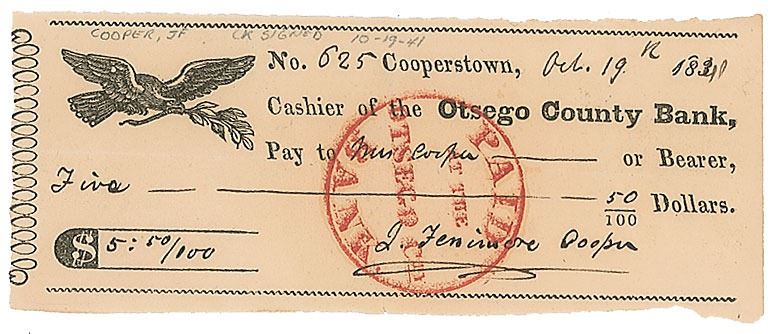 COOPER, JF CK SIGNED 10-19-41
No. 625 Cooperstown, Oct. 19th 1841
Cashier of the Otsego County Bank,
Pay to Mrs. Cooper or Bearer,
Five 50/100 Dollars.
$ 5:50/100
J. Fenimore Cooper
PAID
AT THE
OTSEGO CO.
BANK